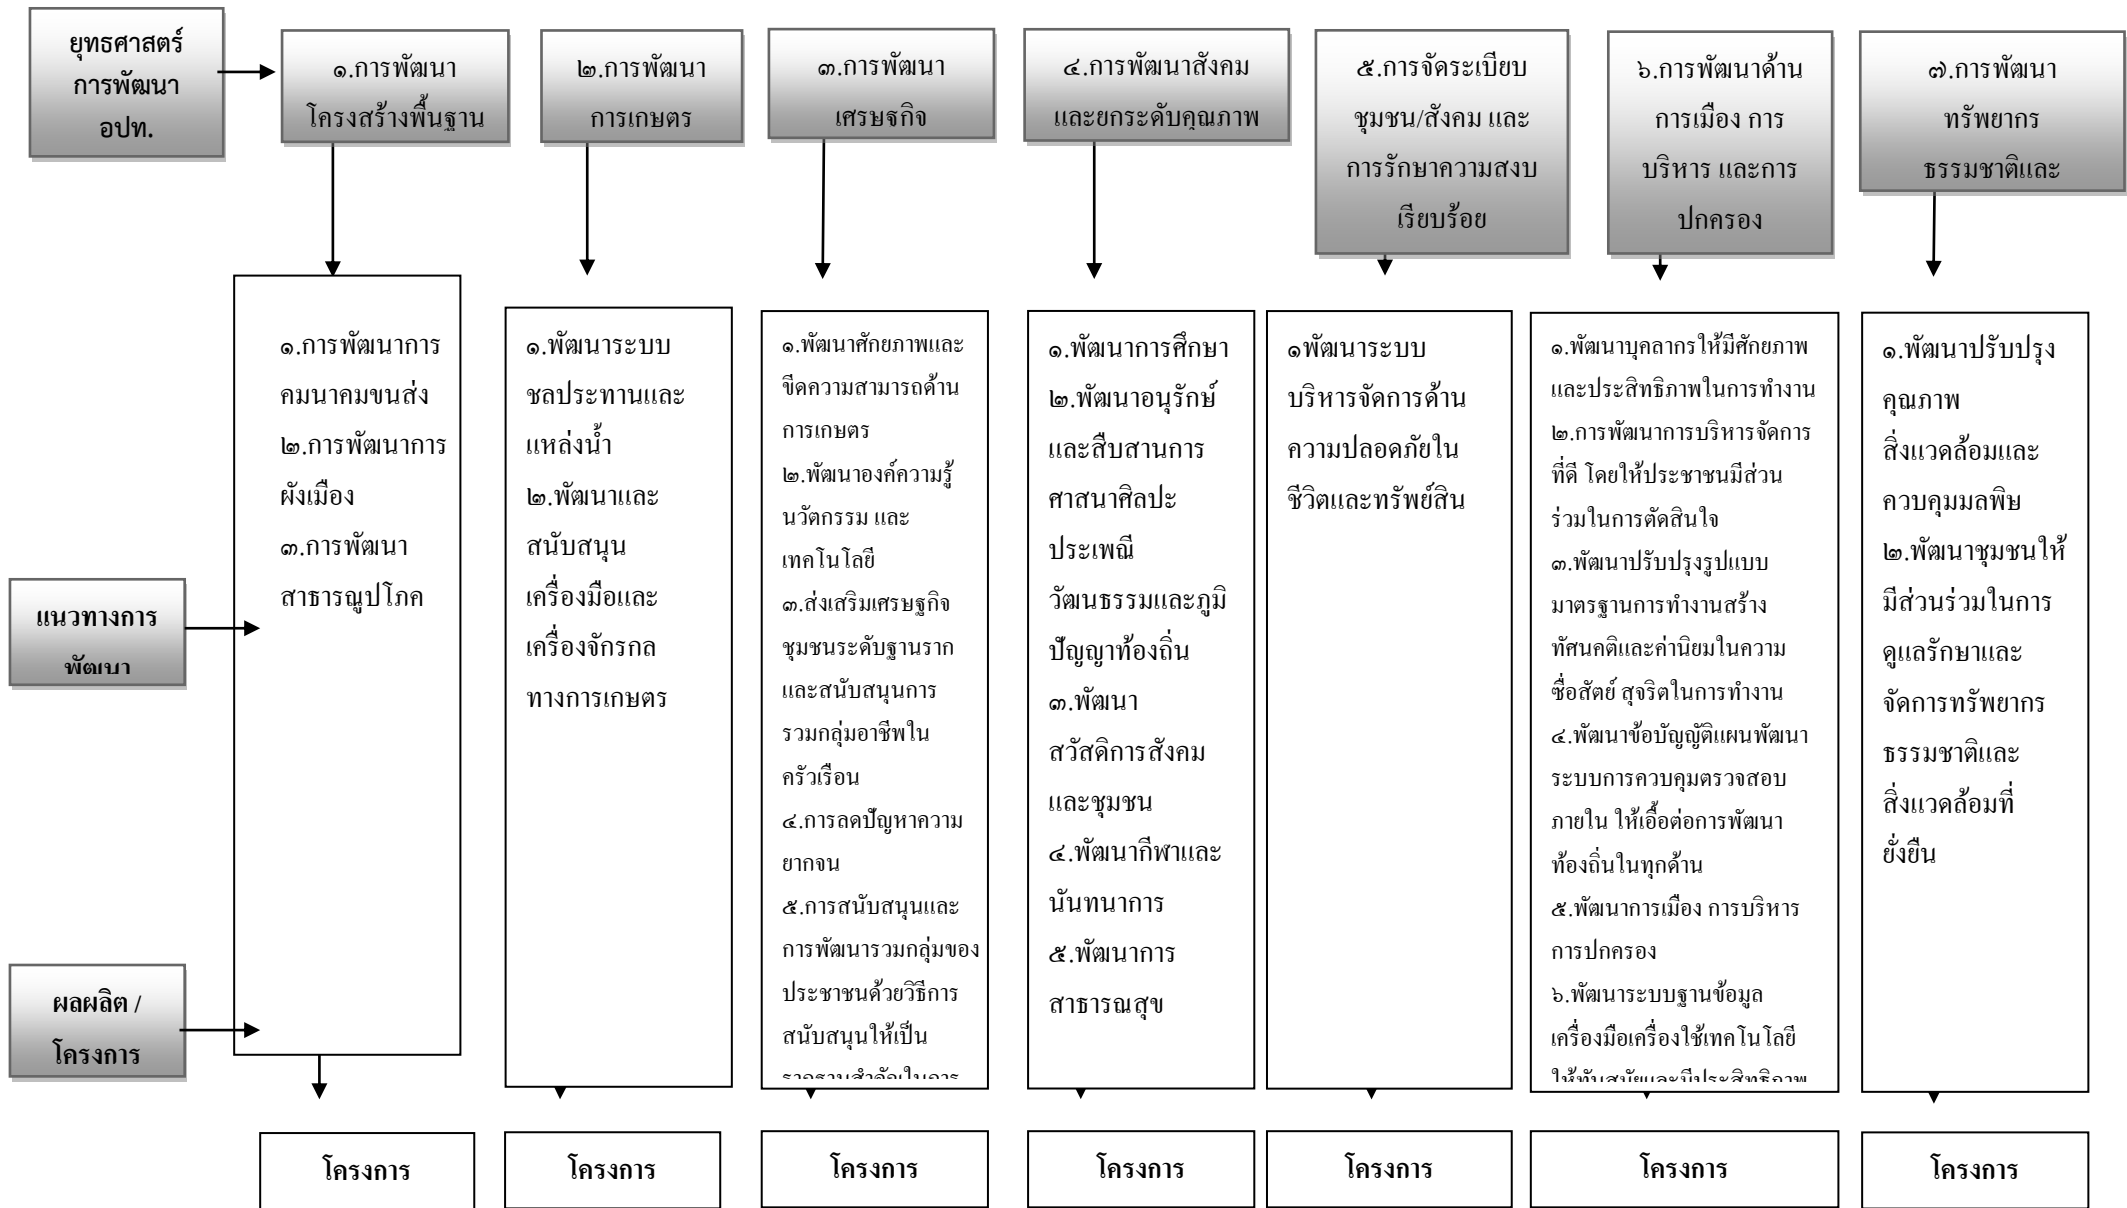 ยุทธศาสตร์
การพัฒนา
อปท.
๑.การพัฒนา
โครงสร้างพื้นฐาน
๒.การพัฒนา
การเกษตร
๓.การพัฒนา
เศรษฐกิจ
๔.การพัฒนาสังคม
และยกระดับคุณภาพ
๕.การจัดระเบียบ
ชุมชน/สังคม และ
การรักษาความสงบ
เรียบร้อย
๖.การพัฒนาด้าน
การเมือง การ
บริหาร และการ
ปกครอง
๗.การพัฒนา
ทรัพยากร
ธรรมชาติและ
แนวทางการ
พัฒนา
๑.การพัฒนาการ
คมนาคมขนส่ง
๒.การพัฒนาการ
ผังเมือง
๓.การพัฒนา
สาธารณูปโภค
๑.พัฒนาระบบ
ชลประทานและ
แหล่งน้ำ
๒.พัฒนาและ
สนับสนุน
เครื่องมือและ
เครื่องจักรกล
ทางการเกษตร
๑.พัฒนาศักยภาพและ
ขีดความสามารถด้าน
การเกษตร
๒.พัฒนาองค์ความรู้
นวัตกรรม และ
เทคโนโลยี
๓.ส่งเสริมเศรษฐกิจ
ชุมชนระดับฐานราก
และสนับสนุนการ
รวมกลุ่มอาชีพใน
ครัวเรือน
๔.การลดปัญหาความ
ยากจน
๕.การสนับสนุนและ
การพัฒนารวมกลุ่มของ
ประชาชนด้วยวิธีการ
สนับสนุนให้เป็น
รากฐานสำคัญในการ
๑.พัฒนาการศึกษา
๒.พัฒนาอนุรักษ์
และสืบสานการ
ศาสนาศิลปะ
ประเพณี
วัฒนธรรมและภูมิ
ปัญญาท้องถิ่น
๓.พัฒนา
สวัสดิการสังคม
และชุมชน
๔.พัฒนากีฬาและ
นันทนาการ
๕.พัฒนาการ
สาธารณสุข
๑พัฒนาระบบ
บริหารจัดการด้าน
ความปลอดภัยใน
ชีวิตและทรัพย์สิน
๑.พัฒนาบุคลากรให้มีศักยภาพ
และประสิทธิภาพในการทำงาน
๒.การพัฒนาการบริหารจัดการ
ที่ดี โดยให้ประชาชนมีส่วน
ร่วมในการตัดสินใจ
๓.พัฒนาปรับปรุงรูปแบบ
มาตรฐานการทำงานสร้าง
ทัศนคติและค่านิยมในความ
ซื่อสัตย์ สุจริตในการทำงาน
๔.พัฒนาข้อบัญญัติแผนพัฒนา
ระบบการควบคุมตรวจสอบ
ภายใน ให้เอื้อต่อการพัฒนา
ท้องถิ่นในทุกด้าน
๕.พัฒนาการเมือง การบริหาร
การปกครอง
๖.พัฒนาระบบฐานข้อมูล
เครื่องมือเครื่องใช้เทคโนโลยี
ให้ทันสมัยและมีประสิทธิภาพ
๑.พัฒนาปรับปรุง
คุณภาพ
สิ่งแวดล้อมและ
ควบคุมมลพิษ
๒.พัฒนาชุมชนให้
มีส่วนร่วมในการ
ดูแลรักษาและ
จัดการทรัพยากร
ธรรมชาติและ
สิ่งแวดล้อมที่
ยั่งยืน
ผลผลิต /
โครงการ
โครงการ
โครงการ
โครงการ
โครงการ
โครงการ
โครงการ
โครงการ